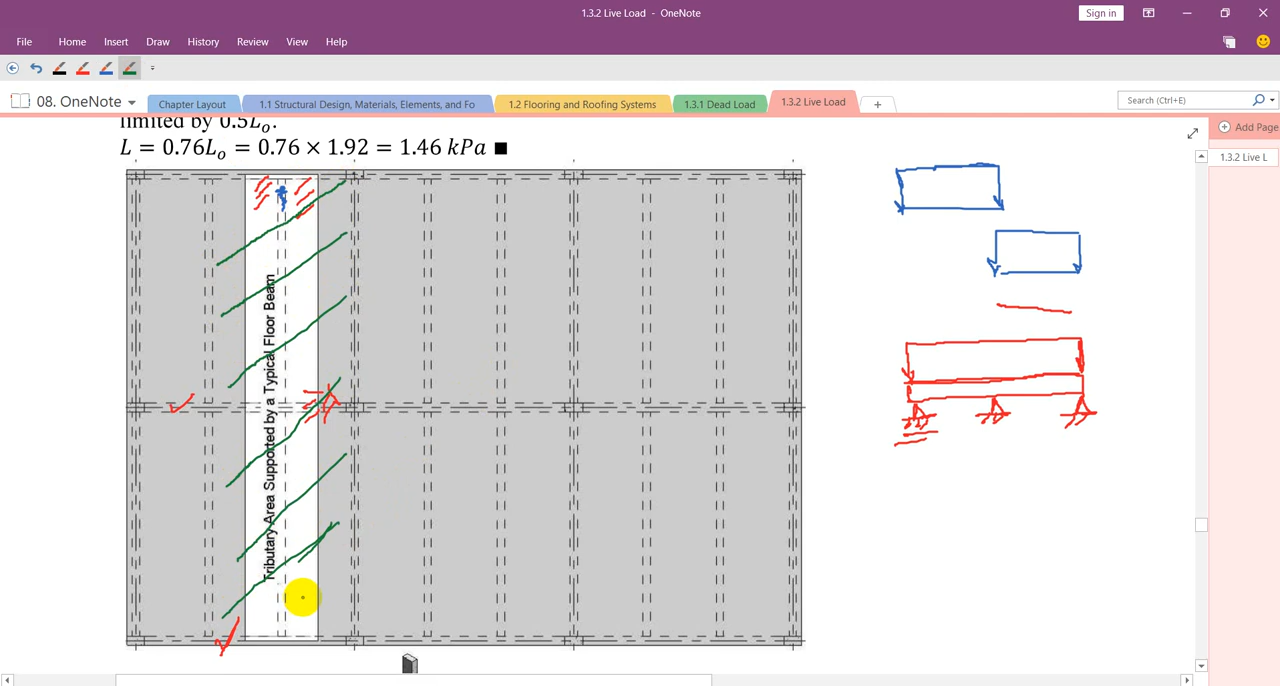 1.3.2 Live Load - OneNote
Sign in
File Home Insert Draw History Review View Help
08. OneNote
Chapter Layout
1.1 Structural Design, Materials, Elements, and Fo
1.2 Flooring and Roofing Systems
1.3.1 Dead Load
1.3.2 Live Load
Search (Ctrl+E)
Add Page
1.3.2 Live L
limited by 0.5Lₒ.
L = 0.76Lₒ = 0.76 × 1.92 = 1.46 kPa ■
Tributary Area Supported by a Typical Floor Beam